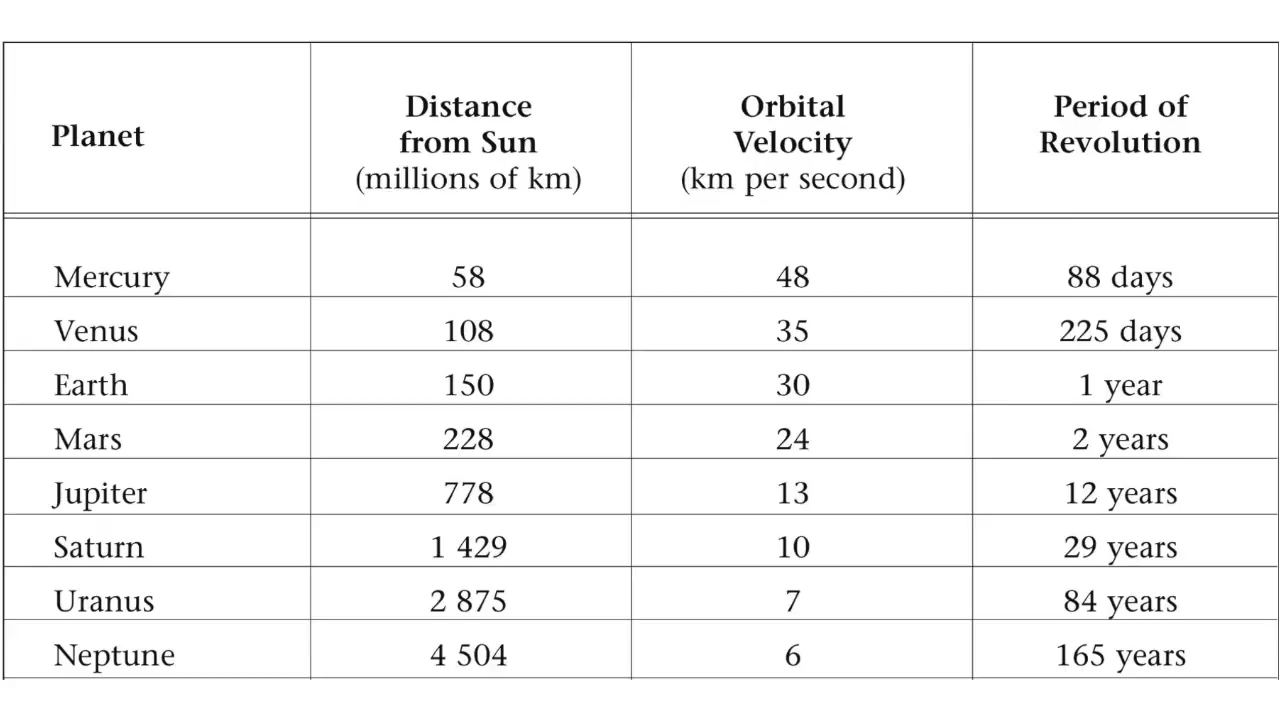 Planet Distance from Sun (millions of km) Orbital Velocity (km per second) Period of Revolution
Mercury 58 48 88 days
Venus 108 35 225 days
Earth 150 30 1 year
Mars 228 24 2 years
Jupiter 778 13 12 years
Saturn 1 429 10 29 years
Uranus 2 875 7 84 years
Neptune 4 504 6 165 years